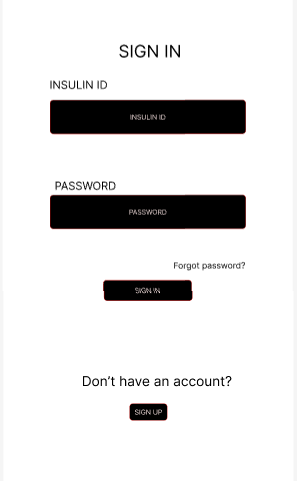 SIGN IN
INSULIN ID
INSULIN ID
PASSWORD
PASSWORD
Forgot password?
SIGN IN
Don't have an account?
SIGN UP